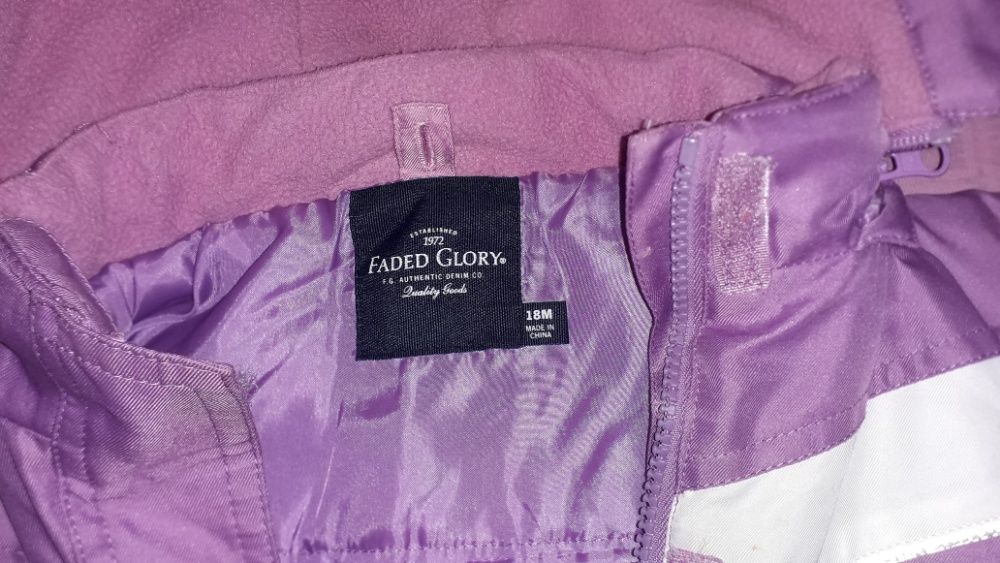 ESTABLISHED
1972
FADED GLORY®
F.G. AUTHENTIC DENIM CO.
Quality Goods
18M
MADE IN
CHINA